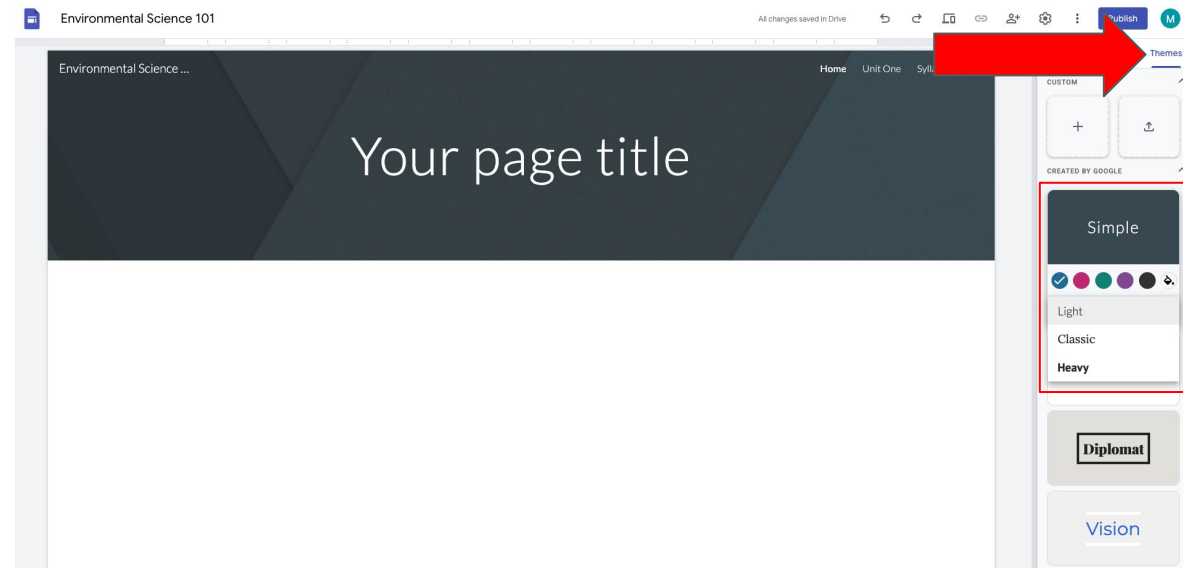 Environmental Science 101
All changes saved in Drive
Publish
M
Themes
Environmental Science ...
Home Unit One
CUSTOM
CREATED BY GOOGLE
Your page title
Simple
Light
Classic
Heavy
Diplomat
Vision